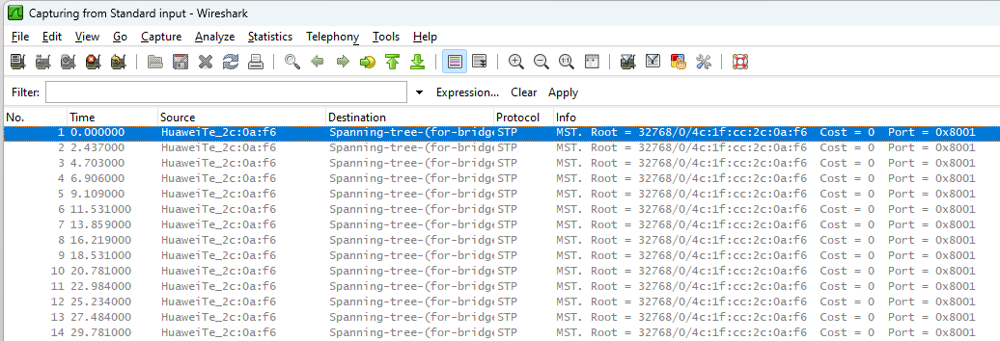 Capturing from Standard input - Wireshark
File Edit View Go Capture Analyze Statistics Telephony Tools Help
Filter: Expression... Clear Apply
No. Time Source Destination Protocol Info
1 0.000000 HuaweiTe_2c:0a:f6 Spanning-tree-(for-bridge STP MST. Root = 32768/0/4c:1f:cc:2c:0a:f6 Cost = 0 Port = 0x8001
2 2.437000 HuaweiTe_2c:0a:f6 Spanning-tree-(for-bridge STP MST. Root = 32768/0/4c:1f:cc:2c:0a:f6 Cost = 0 Port = 0x8001
3 4.703000 HuaweiTe_2c:0a:f6 Spanning-tree-(for-bridge STP MST. Root = 32768/0/4c:1f:cc:2c:0a:f6 Cost = 0 Port = 0x8001
4 6.906000 HuaweiTe_2c:0a:f6 Spanning-tree-(for-bridge STP MST. Root = 32768/0/4c:1f:cc:2c:0a:f6 Cost = 0 Port = 0x8001
5 9.109000 HuaweiTe_2c:0a:f6 Spanning-tree-(for-bridge STP MST. Root = 32768/0/4c:1f:cc:2c:0a:f6 Cost = 0 Port = 0x8001
6 11.531000 HuaweiTe_2c:0a:f6 Spanning-tree-(for-bridge STP MST. Root = 32768/0/4c:1f:cc:2c:0a:f6 Cost = 0 Port = 0x8001
7 13.859000 HuaweiTe_2c:0a:f6 Spanning-tree-(for-bridge STP MST. Root = 32768/0/4c:1f:cc:2c:0a:f6 Cost = 0 Port = 0x8001
8 16.219000 HuaweiTe_2c:0a:f6 Spanning-tree-(for-bridge STP MST. Root = 32768/0/4c:1f:cc:2c:0a:f6 Cost = 0 Port = 0x8001
9 18.531000 HuaweiTe_2c:0a:f6 Spanning-tree-(for-bridge STP MST. Root = 32768/0/4c:1f:cc:2c:0a:f6 Cost = 0 Port = 0x8001
10 20.781000 HuaweiTe_2c:0a:f6 Spanning-tree-(for-bridge STP MST. Root = 32768/0/4c:1f:cc:2c:0a:f6 Cost = 0 Port = 0x8001
11 22.984000 HuaweiTe_2c:0a:f6 Spanning-tree-(for-bridge STP MST. Root = 32768/0/4c:1f:cc:2c:0a:f6 Cost = 0 Port = 0x8001
12 25.234000 HuaweiTe_2c:0a:f6 Spanning-tree-(for-bridge STP MST. Root = 32768/0/4c:1f:cc:2c:0a:f6 Cost = 0 Port = 0x8001
13 27.484000 HuaweiTe_2c:0a:f6 Spanning-tree-(for-bridge STP MST. Root = 32768/0/4c:1f:cc:2c:0a:f6 Cost = 0 Port = 0x8001
14 29.781000 HuaweiTe_2c:0a:f6 Spanning-tree-(for-bridge STP MST. Root = 32768/0/4c:1f:cc:2c:0a:f6 Cost = 0 Port = 0x8001